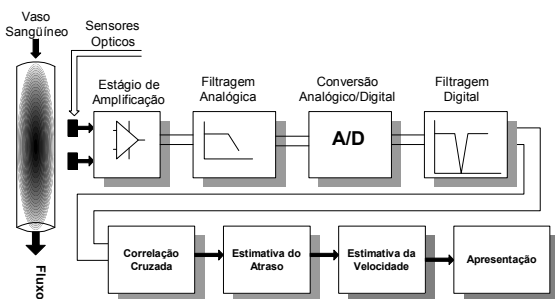 Vaso
Sangüíneo
Sensores
Opticos
Estágio de
Amplificação
Filtragem
Analógica
Conversão
Analógico/Digital
Filtragem
Digital
A/D
Fluxo
Correlação
Cruzada
Estimativa do
Atraso
Estimativa da
Velocidade
Apresentação